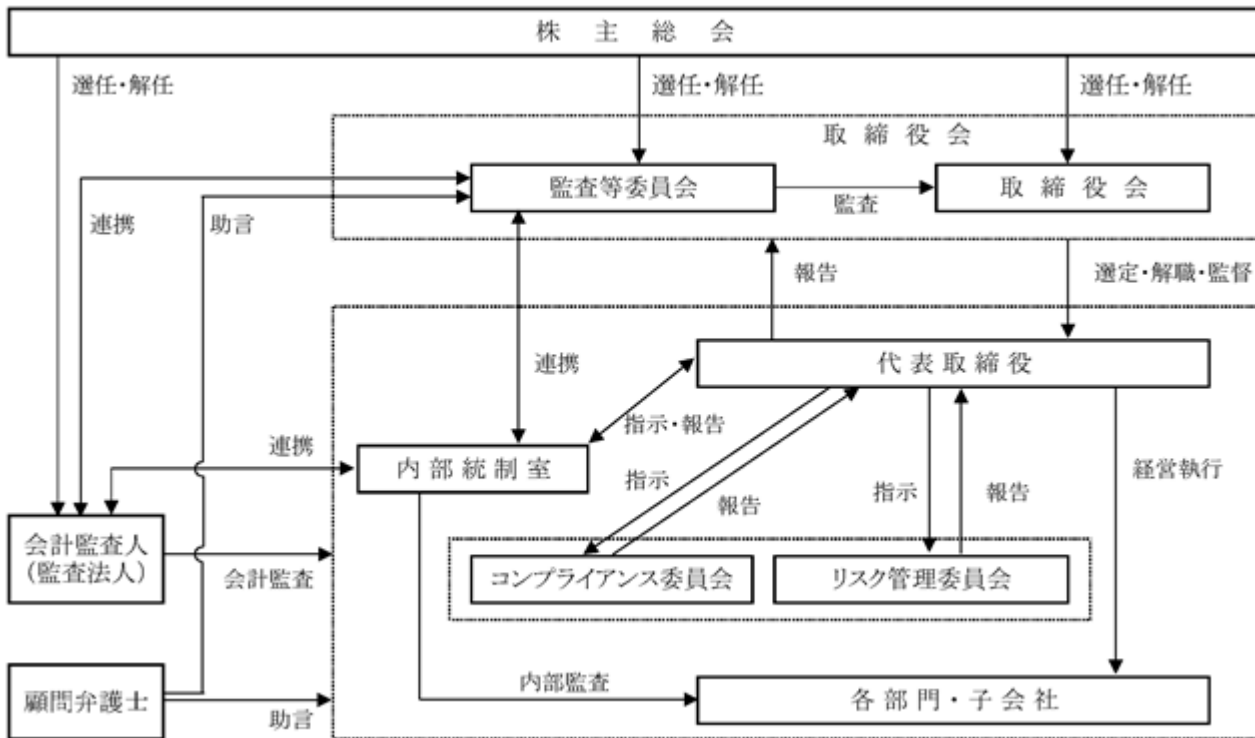 株主総会
選任・解任
選任・解任
選任・解任
取締役会
監査等委員会
取締役会
監査
連携
助言
報告
選定・解職・監督
代表取締役
連携
指示・報告
連携
内部統制室
指示
報告
指示
報告
経営執行
会計監査人
（監査法人）
会計監査
コンプライアンス委員会
リスク管理委員会
内部監査
各部門・子会社
顧問弁護士
助言